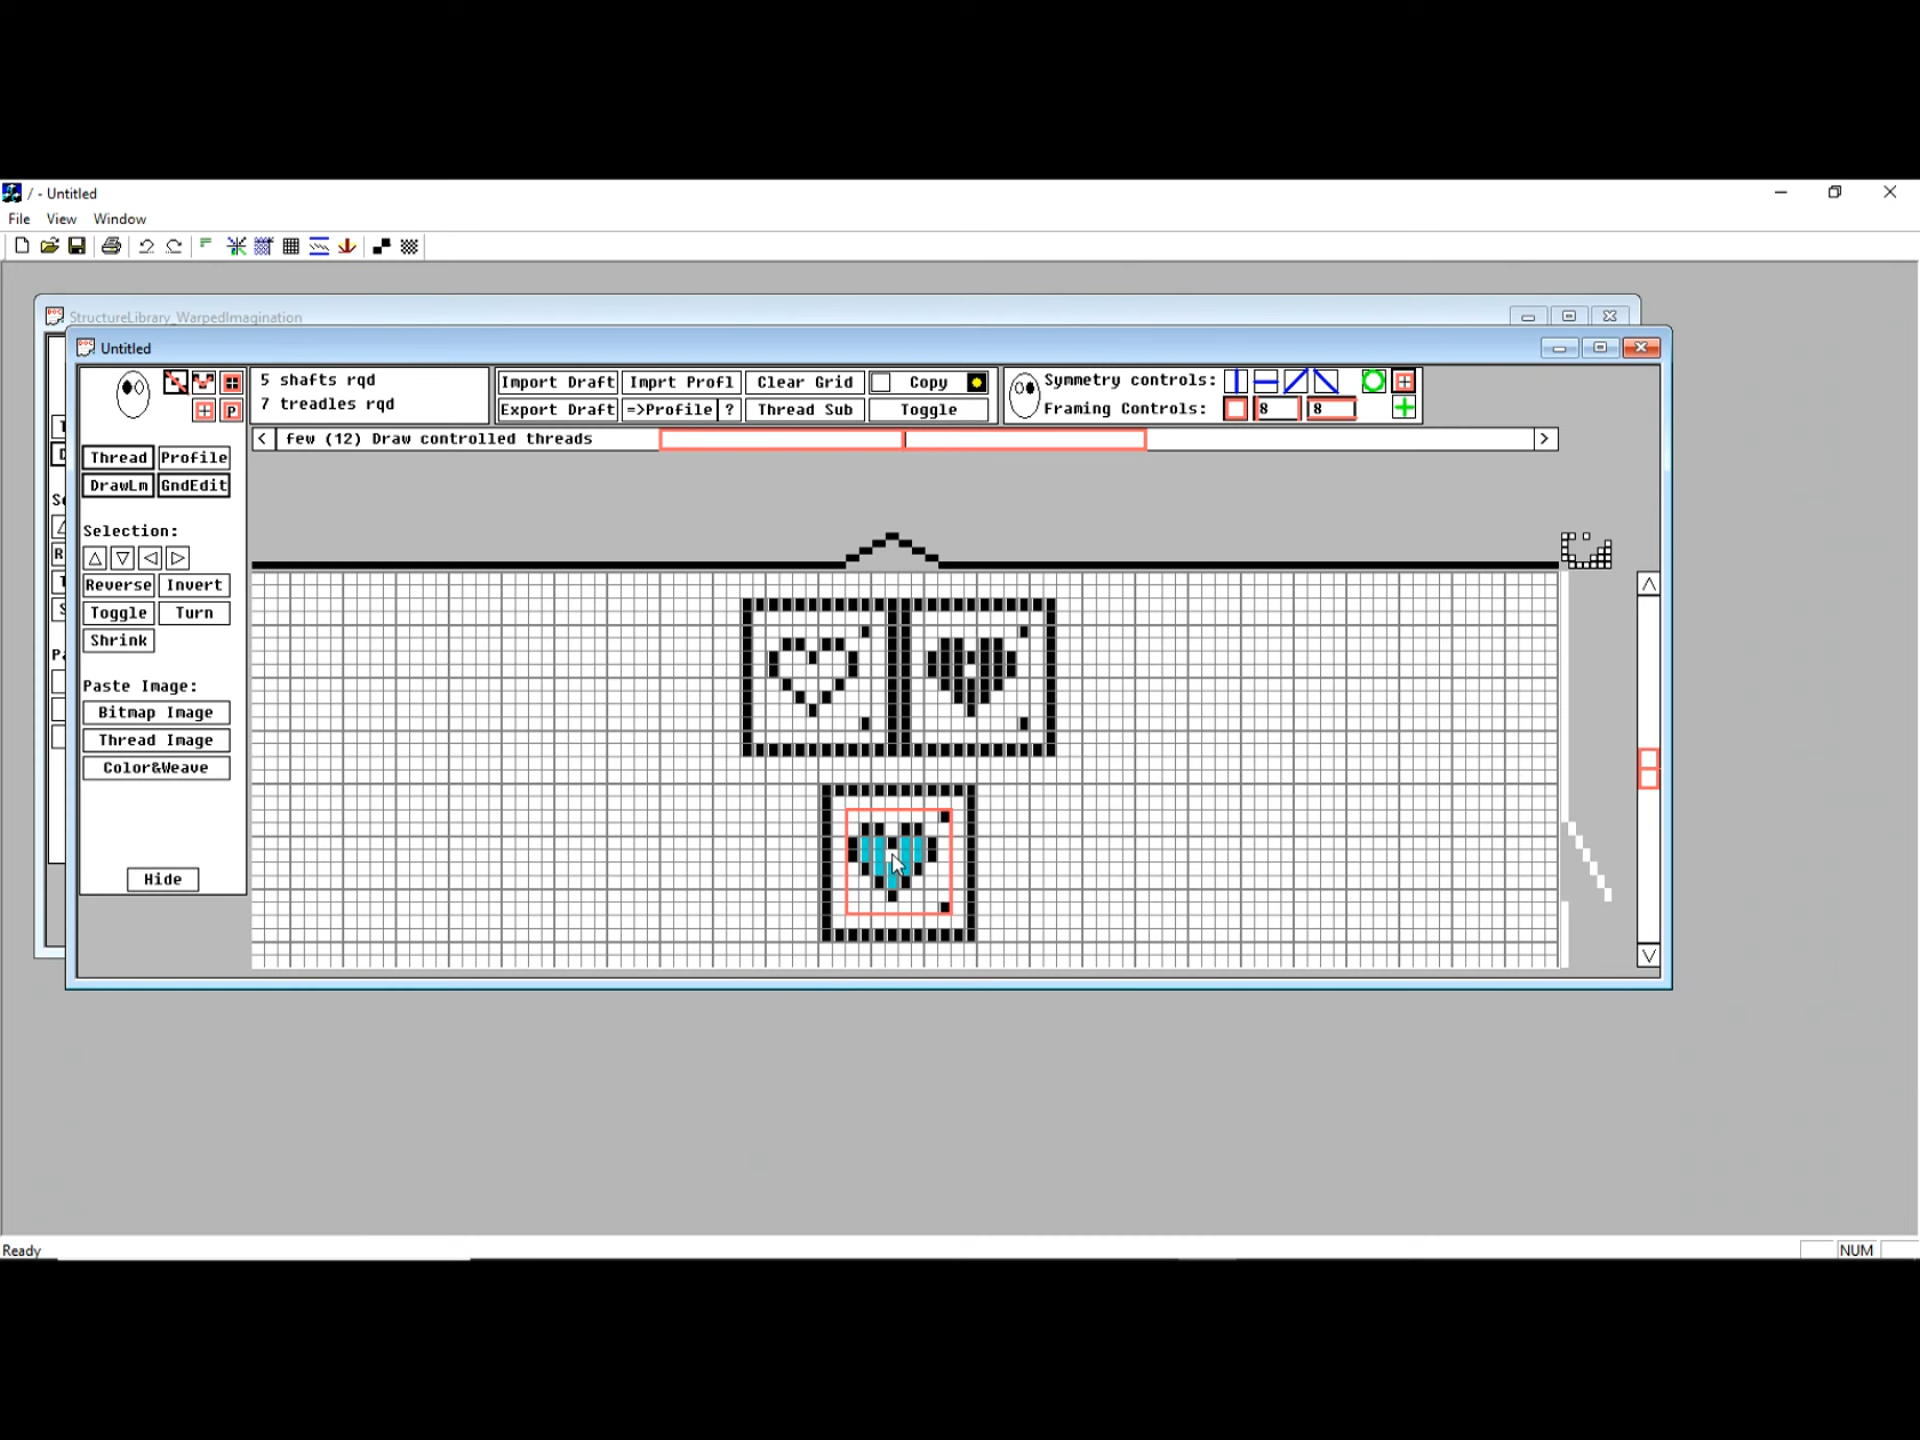 / - Untitled
File View Window
StructureLibrary_WarpedImagination
Untitled
5 shafts rqd
7 treadles rqd
Import Draft Imprt Profl Clear Grid Copy
Export Draft =>Profile ? Thread Sub Toggle
Symmetry controls:
Framing Controls: 8 8
< few (12) Draw controlled threads >
Thread Profile
DrawLm GndEdit
Selection:
Reverse Invert
Toggle Turn
Shrink
Paste Image:
Bitmap Image
Thread Image
Color&Weave
Hide
Ready NUM